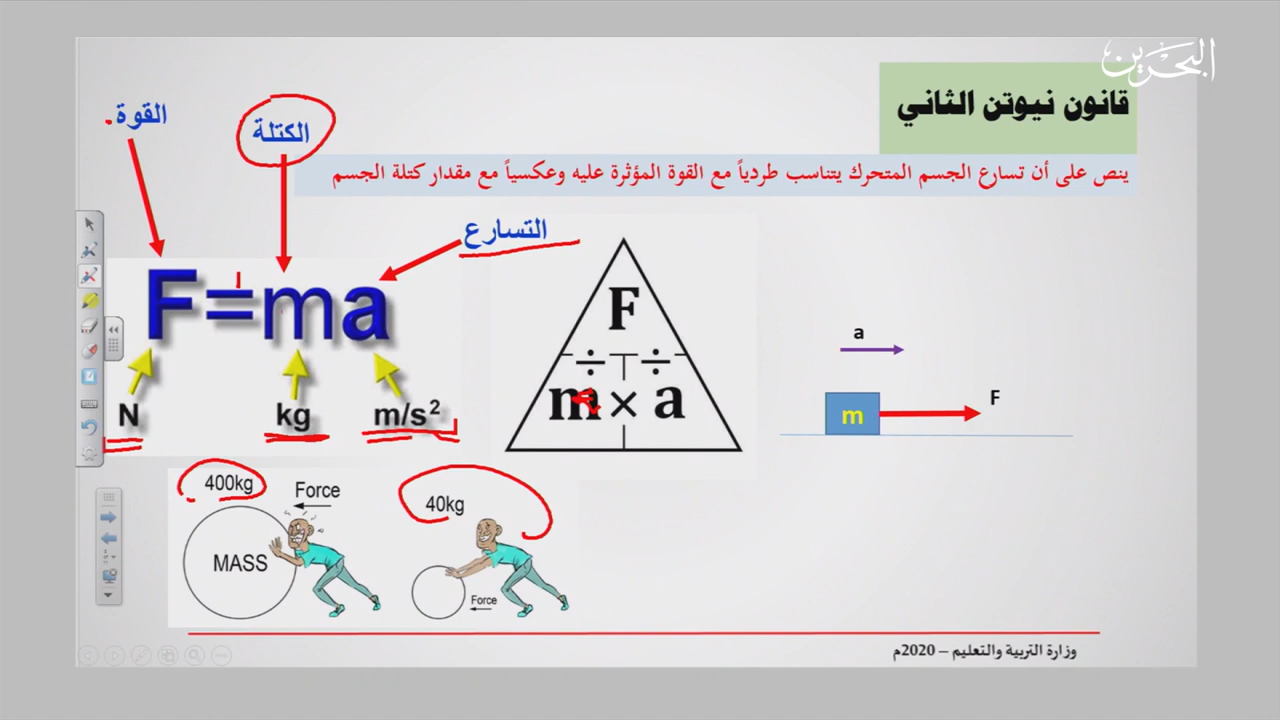 البحرين
قانون نيوتن الثاني
ينص على أن تسارع الجسم المتحرك يتناسب طردياً مع القوة المؤثرة عليه وعكسياً مع مقدار كتلة الجسم
القوة
الكتلة
التسارع
F=ma
N kg m/s²
F
÷ ÷
m × a
a
m
F
400kg
Force
MASS
40kg
Force
وزارة التربية والتعليم – 2020م